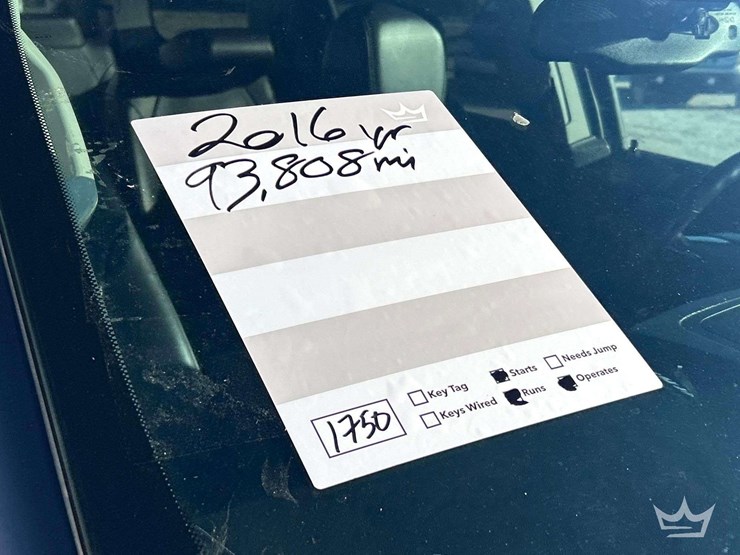 2016 yr
93,808 mi
Key Tag Starts Needs Jump
Keys Wired Runs Operates
1750